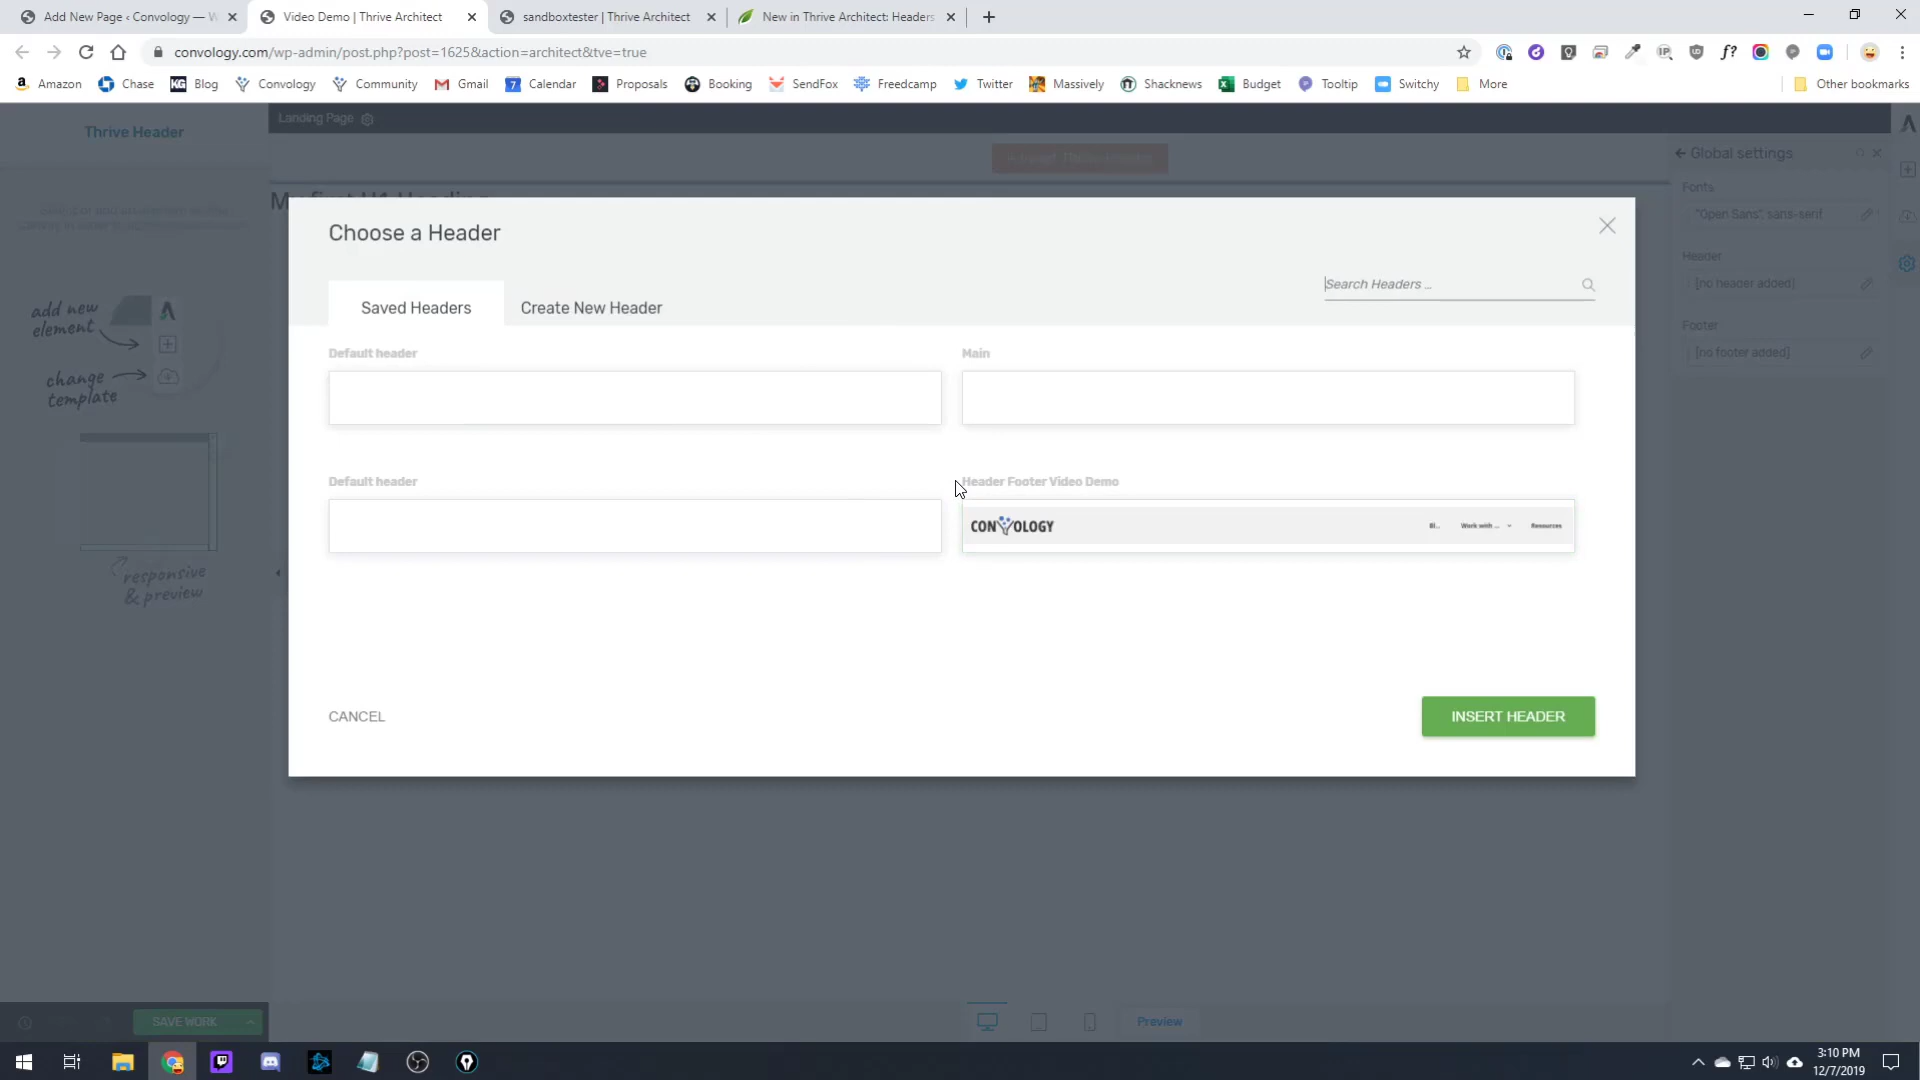 Add New Page ‹ Convology — W
Video Demo | Thrive Architect
sandboxtester | Thrive Architect
New in Thrive Architect: Headers
convology.com/wp-admin/post.php?post=1625&action=architect&tve=true
Amazon
Chase
Blog
Convology
Community
Gmail
Calendar
Proposals
Booking
SendFox
Freedcamp
Twitter
Massively
Shacknews
Budget
Tooltip
Switchy
More
Other bookmarks
Thrive Header
Landing Page
Global settings
Fonts
"Open Sans", sans-serif
Header
[no header added]
Footer
[no footer added]
add new
element
change
template
responsive
& preview
Choose a Header
Search Headers ...
Saved Headers
Create New Header
Default header
Main
Default header
Header Footer Video Demo
CONVOLOGY
Bl...
Work with ...
Resources
CANCEL
INSERT HEADER
SAVE WORK
Preview
3:10 PM
12/7/2019